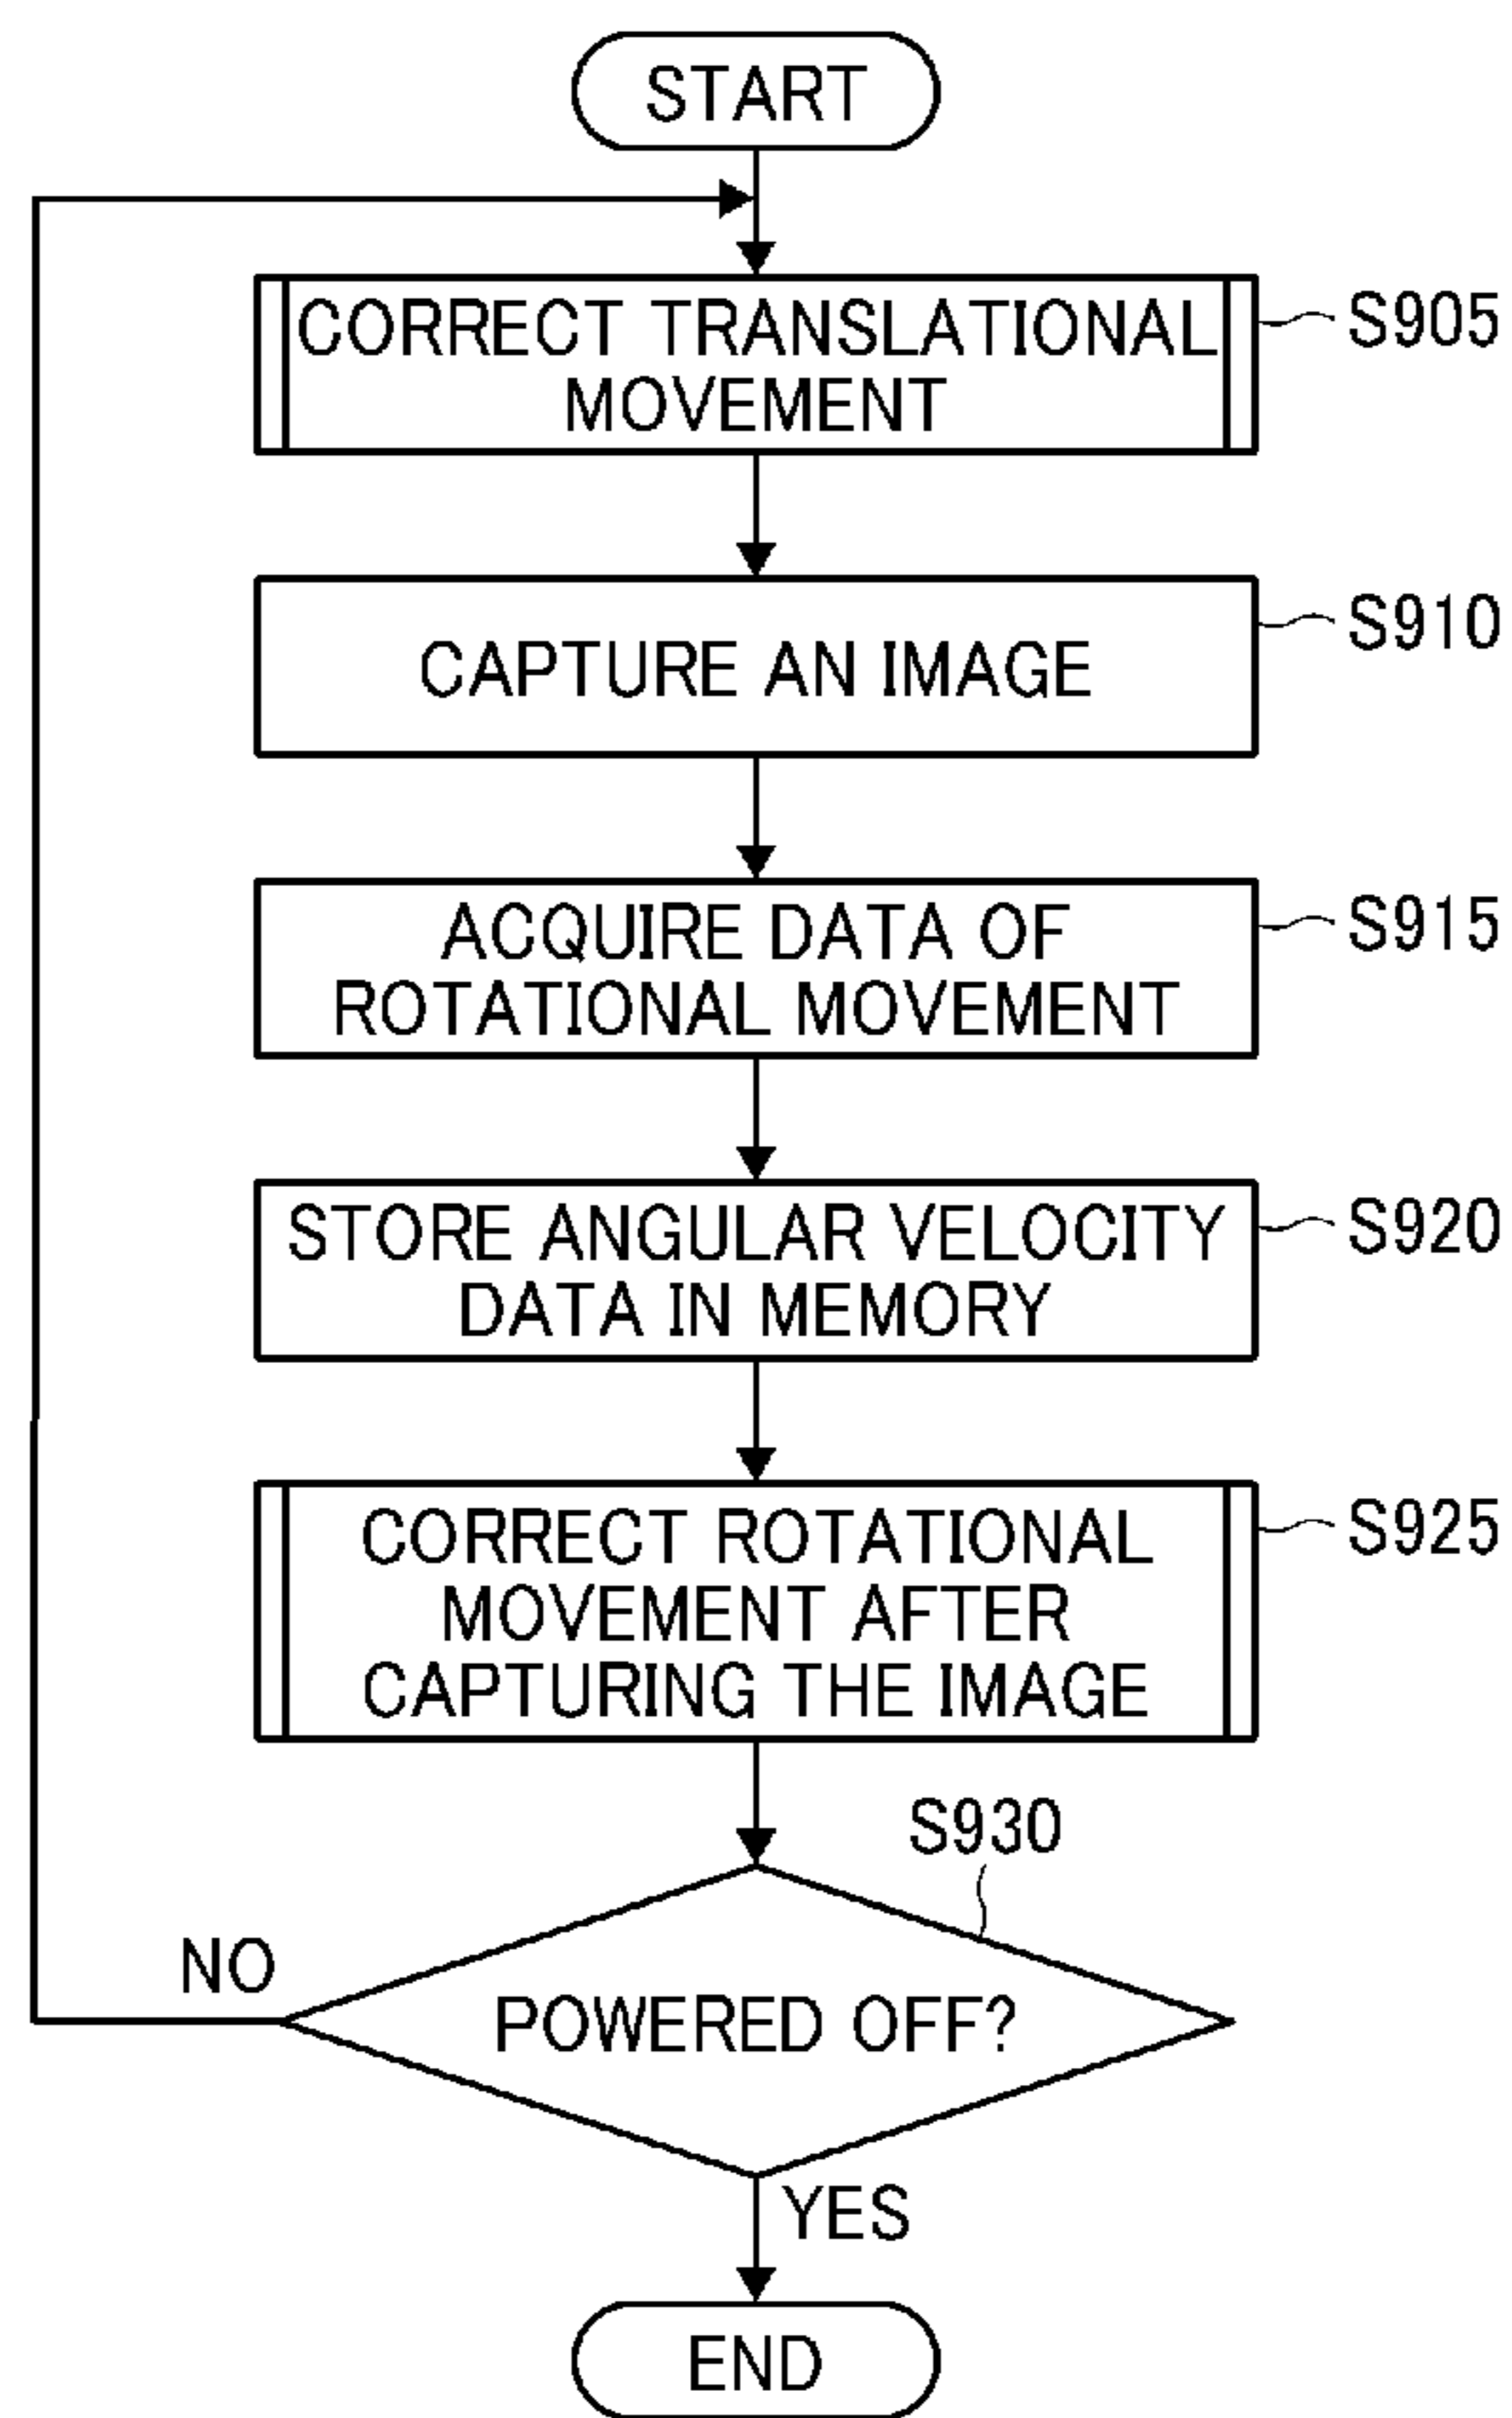 START
CORRECT TRANSLATIONAL
MOVEMENT
S905
CAPTURE AN IMAGE
S910
ACQUIRE DATA OF
ROTATIONAL MOVEMENT
S915
STORE ANGULAR VELOCITY
DATA IN MEMORY
S920
CORRECT ROTATIONAL
MOVEMENT AFTER
CAPTURING THE IMAGE
S925
S930
NO
POWERED OFF?
YES
END